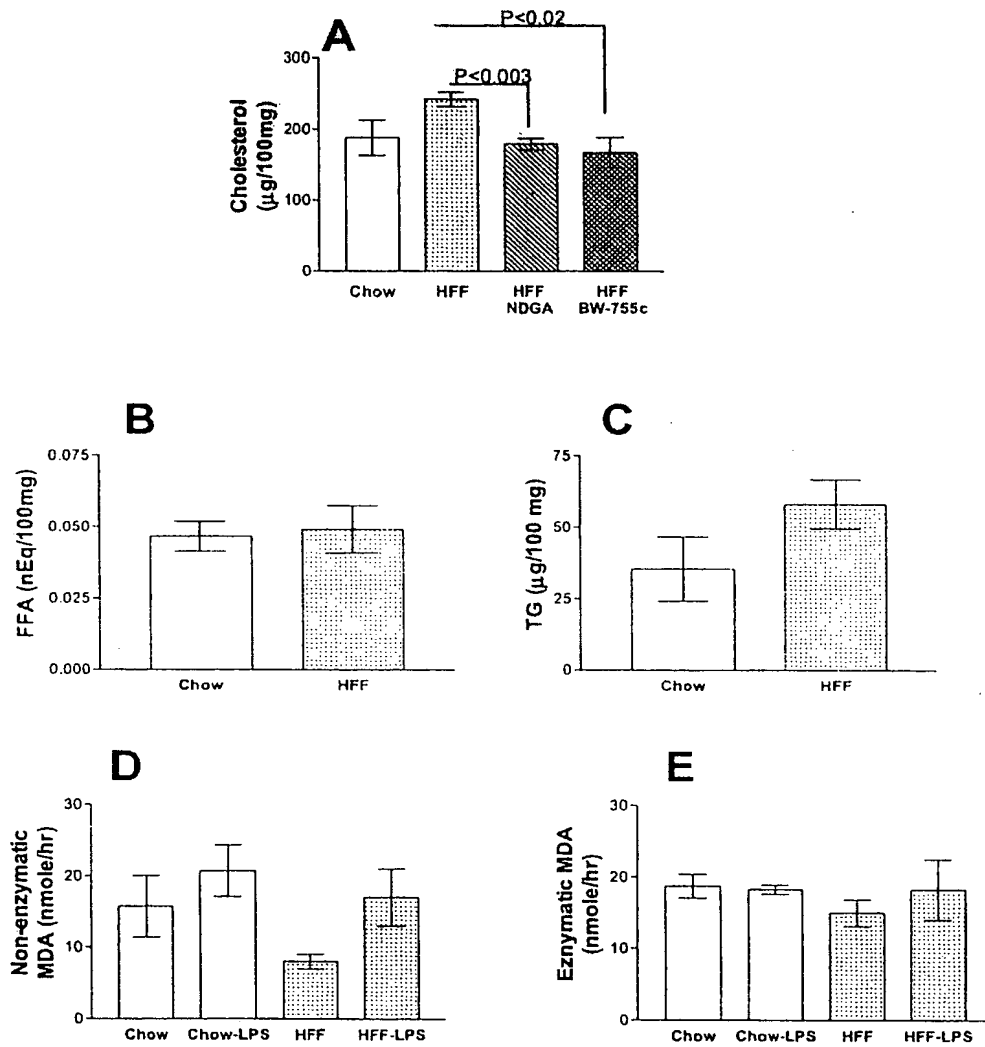 A
P<0.02
P<0.003
Cholesterol
(µg/100mg)
300
200
100
0
Chow
HFF
HFF
NDGA
HFF
BW-755c
B
FFA (nEq/100mg)
0.075
0.050
0.025
0.000
Chow
HFF
C
TG (µg/100 mg)
75
50
25
0
Chow
HFF
D
Non-enzymatic
MDA (nmole/hr)
30
20
10
0
Chow
Chow-LPS
HFF
HFF-LPS
E
Eznymatic MDA
(nmole/hr)
30
20
10
0
Chow
Chow-LPS
HFF
HFF-LPS